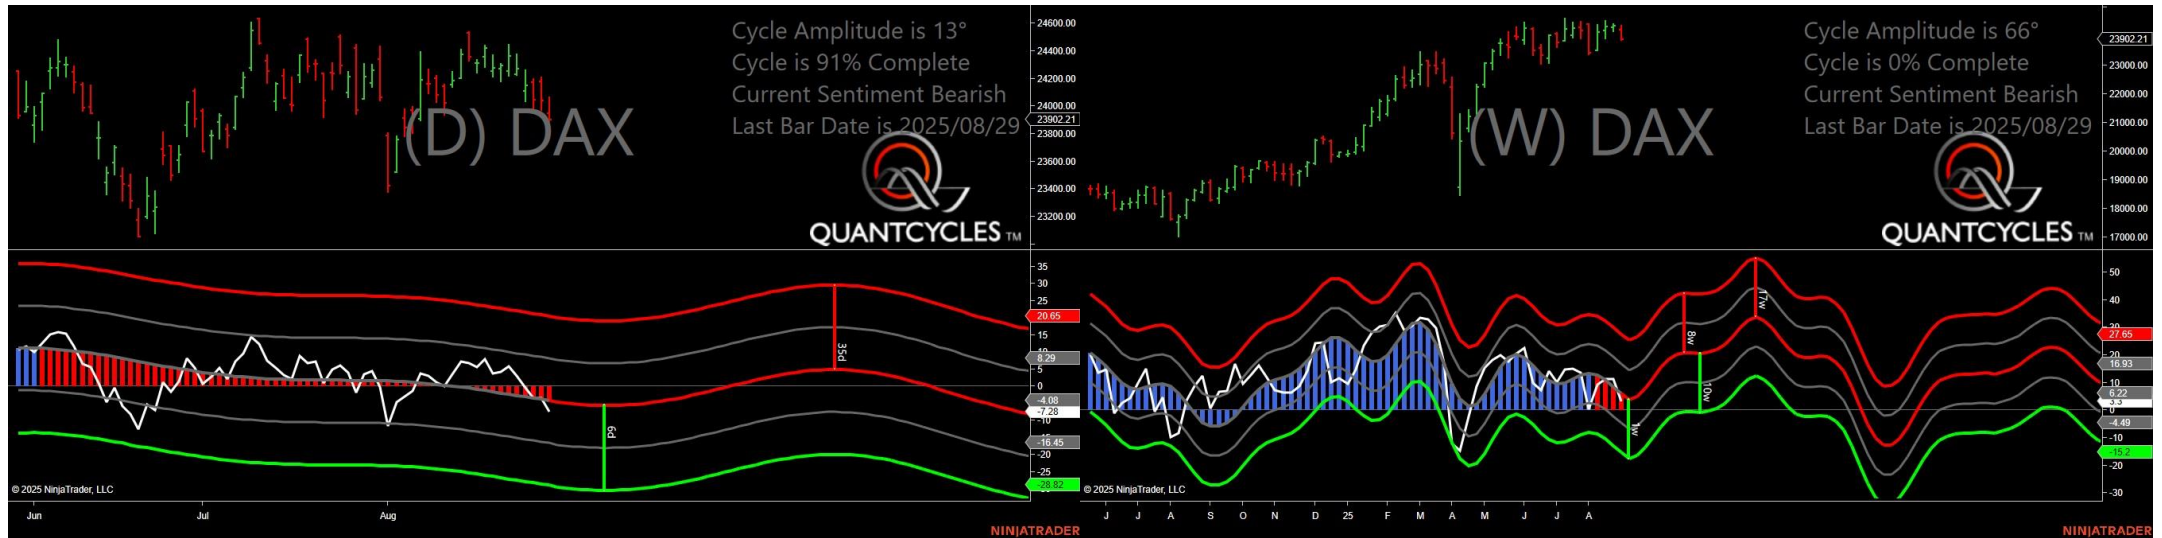 Cycle Amplitude is 13°
Cycle is 91% Complete
Current Sentiment Bearish
Last Bar Date is 2025/08/29
(D) DAX
QUANTCYCLES TM
24600.00
24400.00
24200.00
24000.00
23902.21
23800.00
23600.00
23400.00
23200.00
35
30
25
20.65
15
8.29
5
0
-4.08
-7.28
-10
-16.45
-20
-25
-28.82
35d
6d
© 2025 NinjaTrader, LLC
Jun
Jul
Aug
NINJATRADER
Cycle Amplitude is 66°
Cycle is 0% Complete
Current Sentiment Bearish
Last Bar Date is 2025/08/29
(W) DAX
QUANTCYCLES TM
23902.21
23000.00
22000.00
21000.00
20000.00
19000.00
18000.00
17000.00
50
40
27.65
20
16.93
10
6.22
0
-4.49
-10
-15.2
-20
-30
17w
8w
10w
1w
© 2025 NinjaTrader, LLC
J J A S O N D 25 F M A M J J A
NINJATRADER